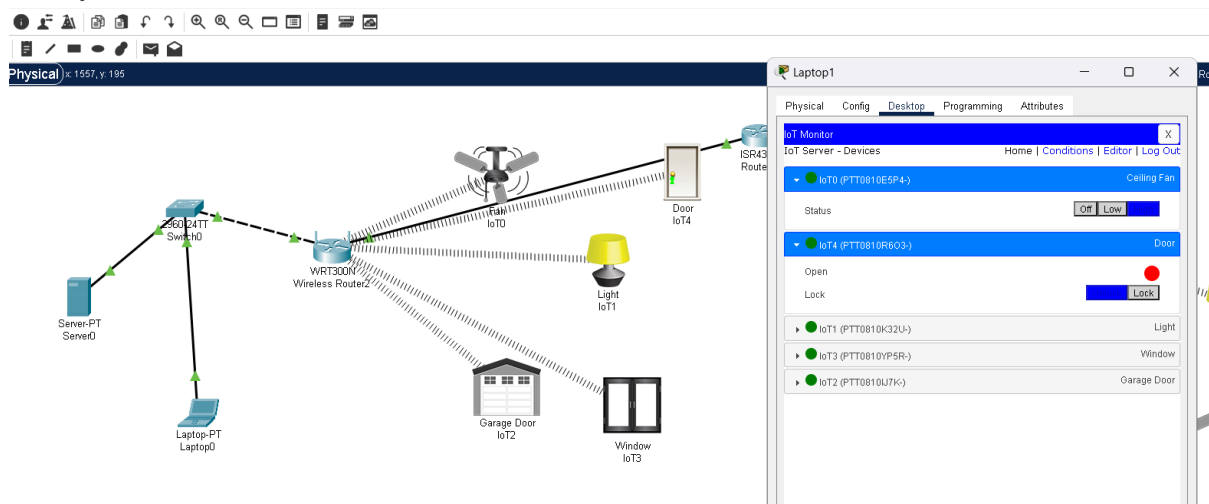 Physical x: 1557, y: 195
ISR43
Route
Fan
IoT0
Door
IoT4
2960-24TT
Switch0
WRT300N
Wireless Router2
Light
IoT1
Server-PT
Server0
Garage Door
IoT2
Laptop-PT
Laptop0
Window
IoT3
Laptop1
Physical Config Desktop Programming Attributes
IoT Monitor X
IoT Server - Devices Home | Conditions | Editor | Log Out
IoT0 (PTT0810E5P4-) Ceiling Fan
Status Off Low
IoT4 (PTT0810R6O3-) Door
Open
Lock Lock
IoT1 (PTT0810K32U-) Light
IoT3 (PTT0810YP5R-) Window
IoT2 (PTT0810IJ7K-) Garage Door
Ro